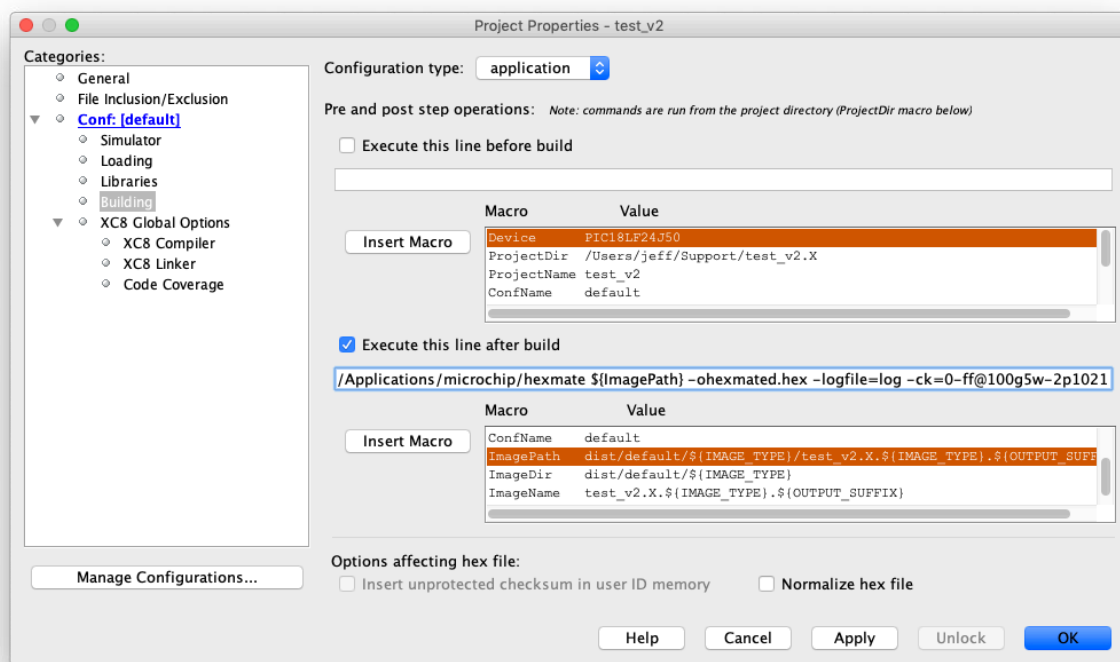 Project Properties - test_v2
Categories:
General
File Inclusion/Exclusion
Conf: [default]
Simulator
Loading
Libraries
Building
XC8 Global Options
XC8 Compiler
XC8 Linker
Code Coverage
Manage Configurations...
Configuration type: application
Pre and post step operations: Note: commands are run from the project directory (ProjectDir macro below)
Execute this line before build
Macro Value
Insert Macro
Device PIC18LF24J50
ProjectDir /Users/jeff/Support/test_v2.X
ProjectName test_v2
ConfName default
Execute this line after build
/Applications/microchip/hexmate ${ImagePath} -ohexmated.hex -logfile=log -ck=0-ff@100g5w-2p1021
Macro Value
Insert Macro
ConfName default
ImagePath dist/default/${IMAGE_TYPE}/test_v2.X.${IMAGE_TYPE}.${OUTPUT_SUFF
ImageDir dist/default/${IMAGE_TYPE}
ImageName test_v2.X.${IMAGE_TYPE}.${OUTPUT_SUFFIX}
Options affecting hex file:
Insert unprotected checksum in user ID memory Normalize hex file
Help Cancel Apply Unlock OK